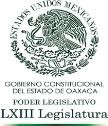 ESTADOS UNIDOS MEXICANOS
GOBIERNO CONSTITUCIONAL
DEL ESTADO DE OAXACA
PODER LEGISLATIVO
LXIII Legislatura